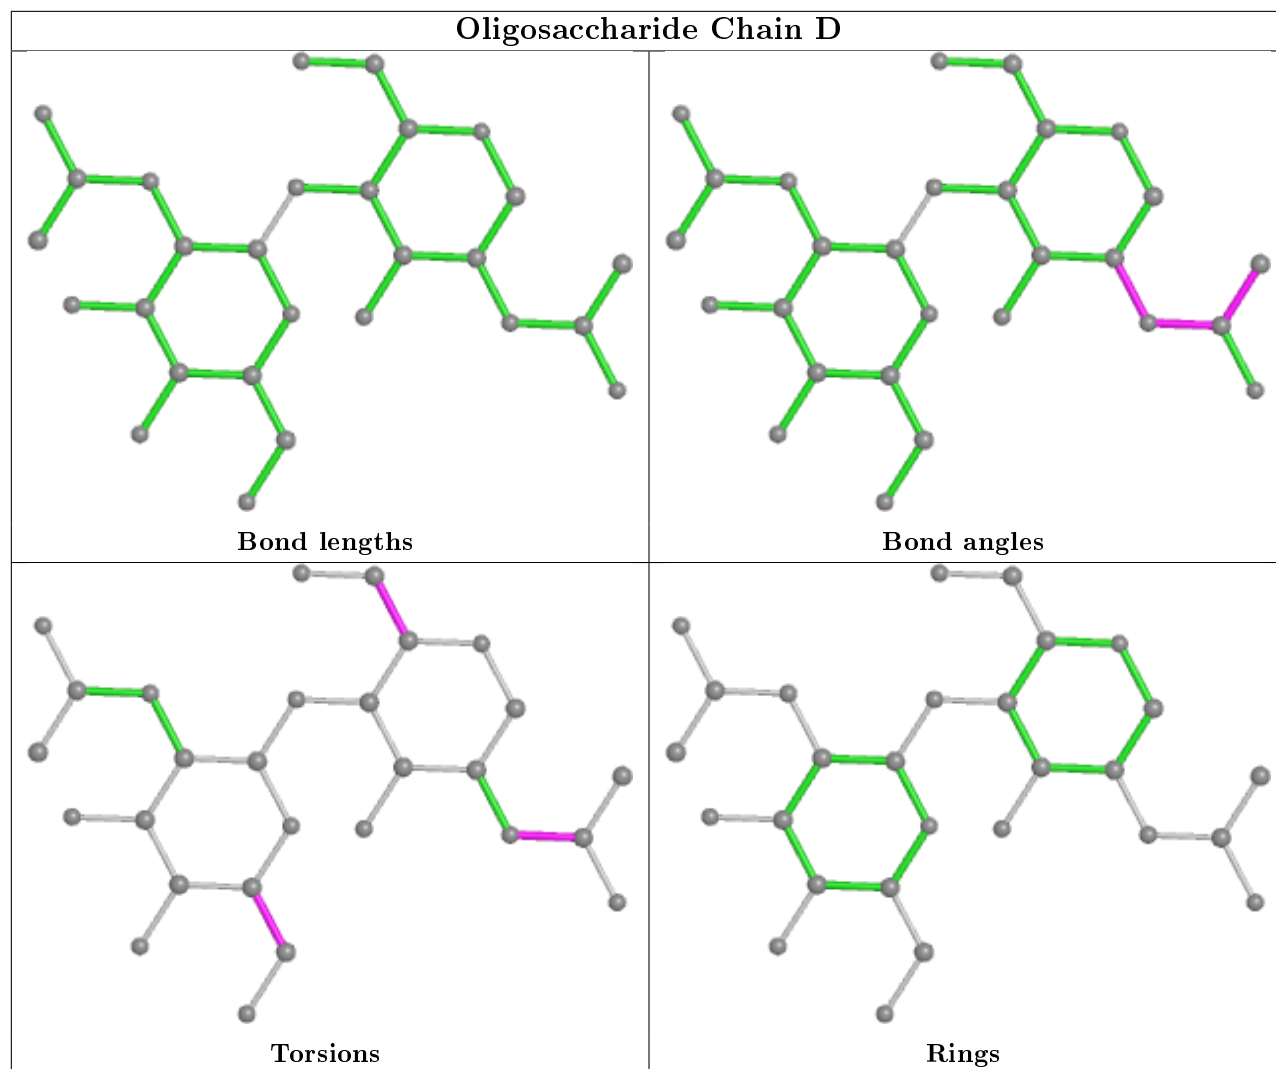 Oligosaccharide Chain D
Bond lengths
Bond angles
Torsions
Rings